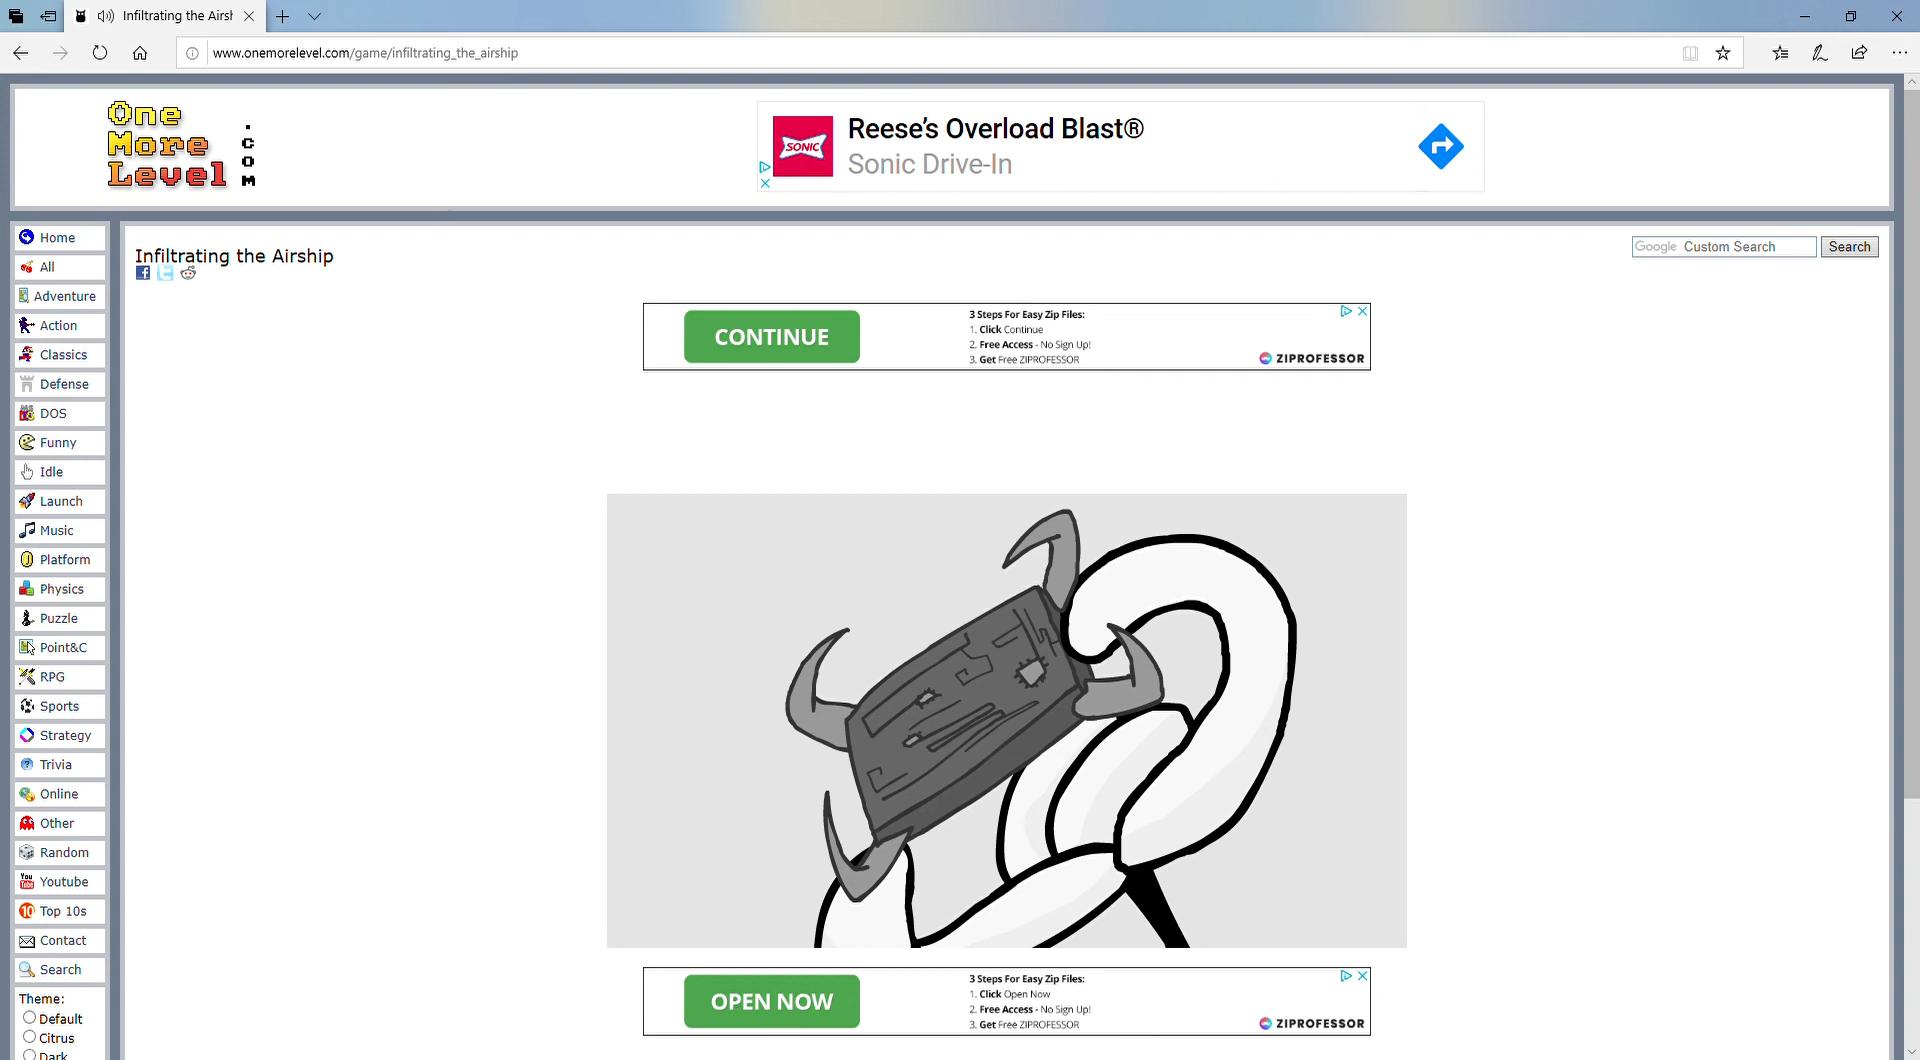 Infiltrating the Airsh
www.onemorelevel.com/game/infiltrating_the_airship
One
More
Level
.com
SONIC
Reese's Overload Blast®
Sonic Drive-In
Home
All
Adventure
Action
Classics
Defense
DOS
Funny
Idle
Launch
Music
Platform
Physics
Puzzle
Point&C
RPG
Sports
Strategy
Trivia
Online
Other
Random
You
Tube
Youtube
10
Top 10s
Contact
Search
Theme:
Default
Citrus
Dark
Infiltrating the Airship
Google Custom Search
Search
CONTINUE
3 Steps For Easy Zip Files:
1. Click Continue
2. Free Access - No Sign Up!
3. Get Free ZIPROFESSOR
ZIPROFESSOR
OPEN NOW
3 Steps For Easy Zip Files:
1. Click Open Now
2. Free Access - No Sign Up!
3. Get Free ZIPROFESSOR
ZIPROFESSOR